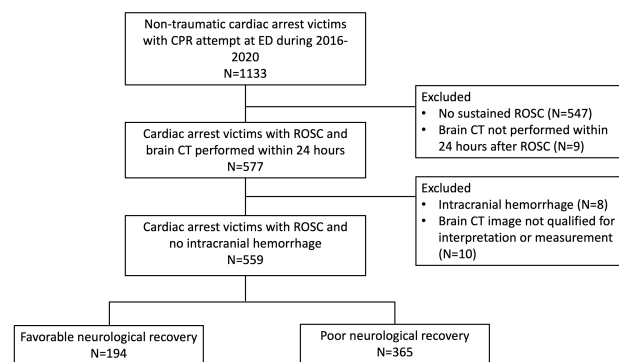 Non-traumatic cardiac arrest victims
with CPR attempt at ED during 2016-
2020
N=1133
Excluded
• No sustained ROSC (N=547)
• Brain CT not performed within
24 hours after ROSC (N=9)
Cardiac arrest victims with ROSC and
brain CT performed within 24 hours
N=577
Excluded
• Intracranial hemorrhage (N=8)
• Brain CT image not qualified for
interpretation or measurement
(N=10)
Cardiac arrest victims with ROSC and
no intracranial hemorrhage
N=559
Favorable neurological recovery
N=194
Poor neurological recovery
N=365